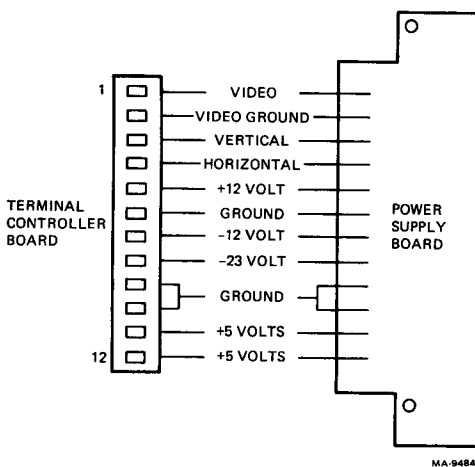 1
VIDEO
VIDEO GROUND
VERTICAL
HORIZONTAL
+12 VOLT
TERMINAL
CONTROLLER
BOARD
GROUND
POWER
SUPPLY
BOARD
-12 VOLT
-23 VOLT
GROUND
+5 VOLTS
12
+5 VOLTS
MA-9484